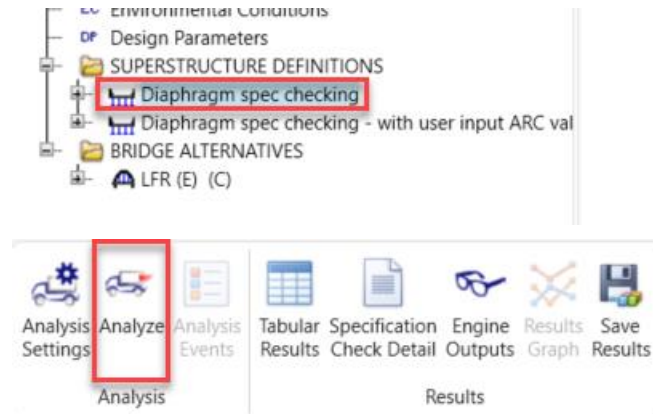 EC Environmental Conditions
DP Design Parameters
SUPERSTRUCTURE DEFINITIONS
Diaphragm spec checking
Diaphragm spec checking - with user input ARC val
BRIDGE ALTERNATIVES
LFR (E) (C)
Analysis Settings
Analyze
Analysis Events
Tabular Results
Specification Check Detail
Engine Outputs
Results Graph
Save Results
Analysis
Results